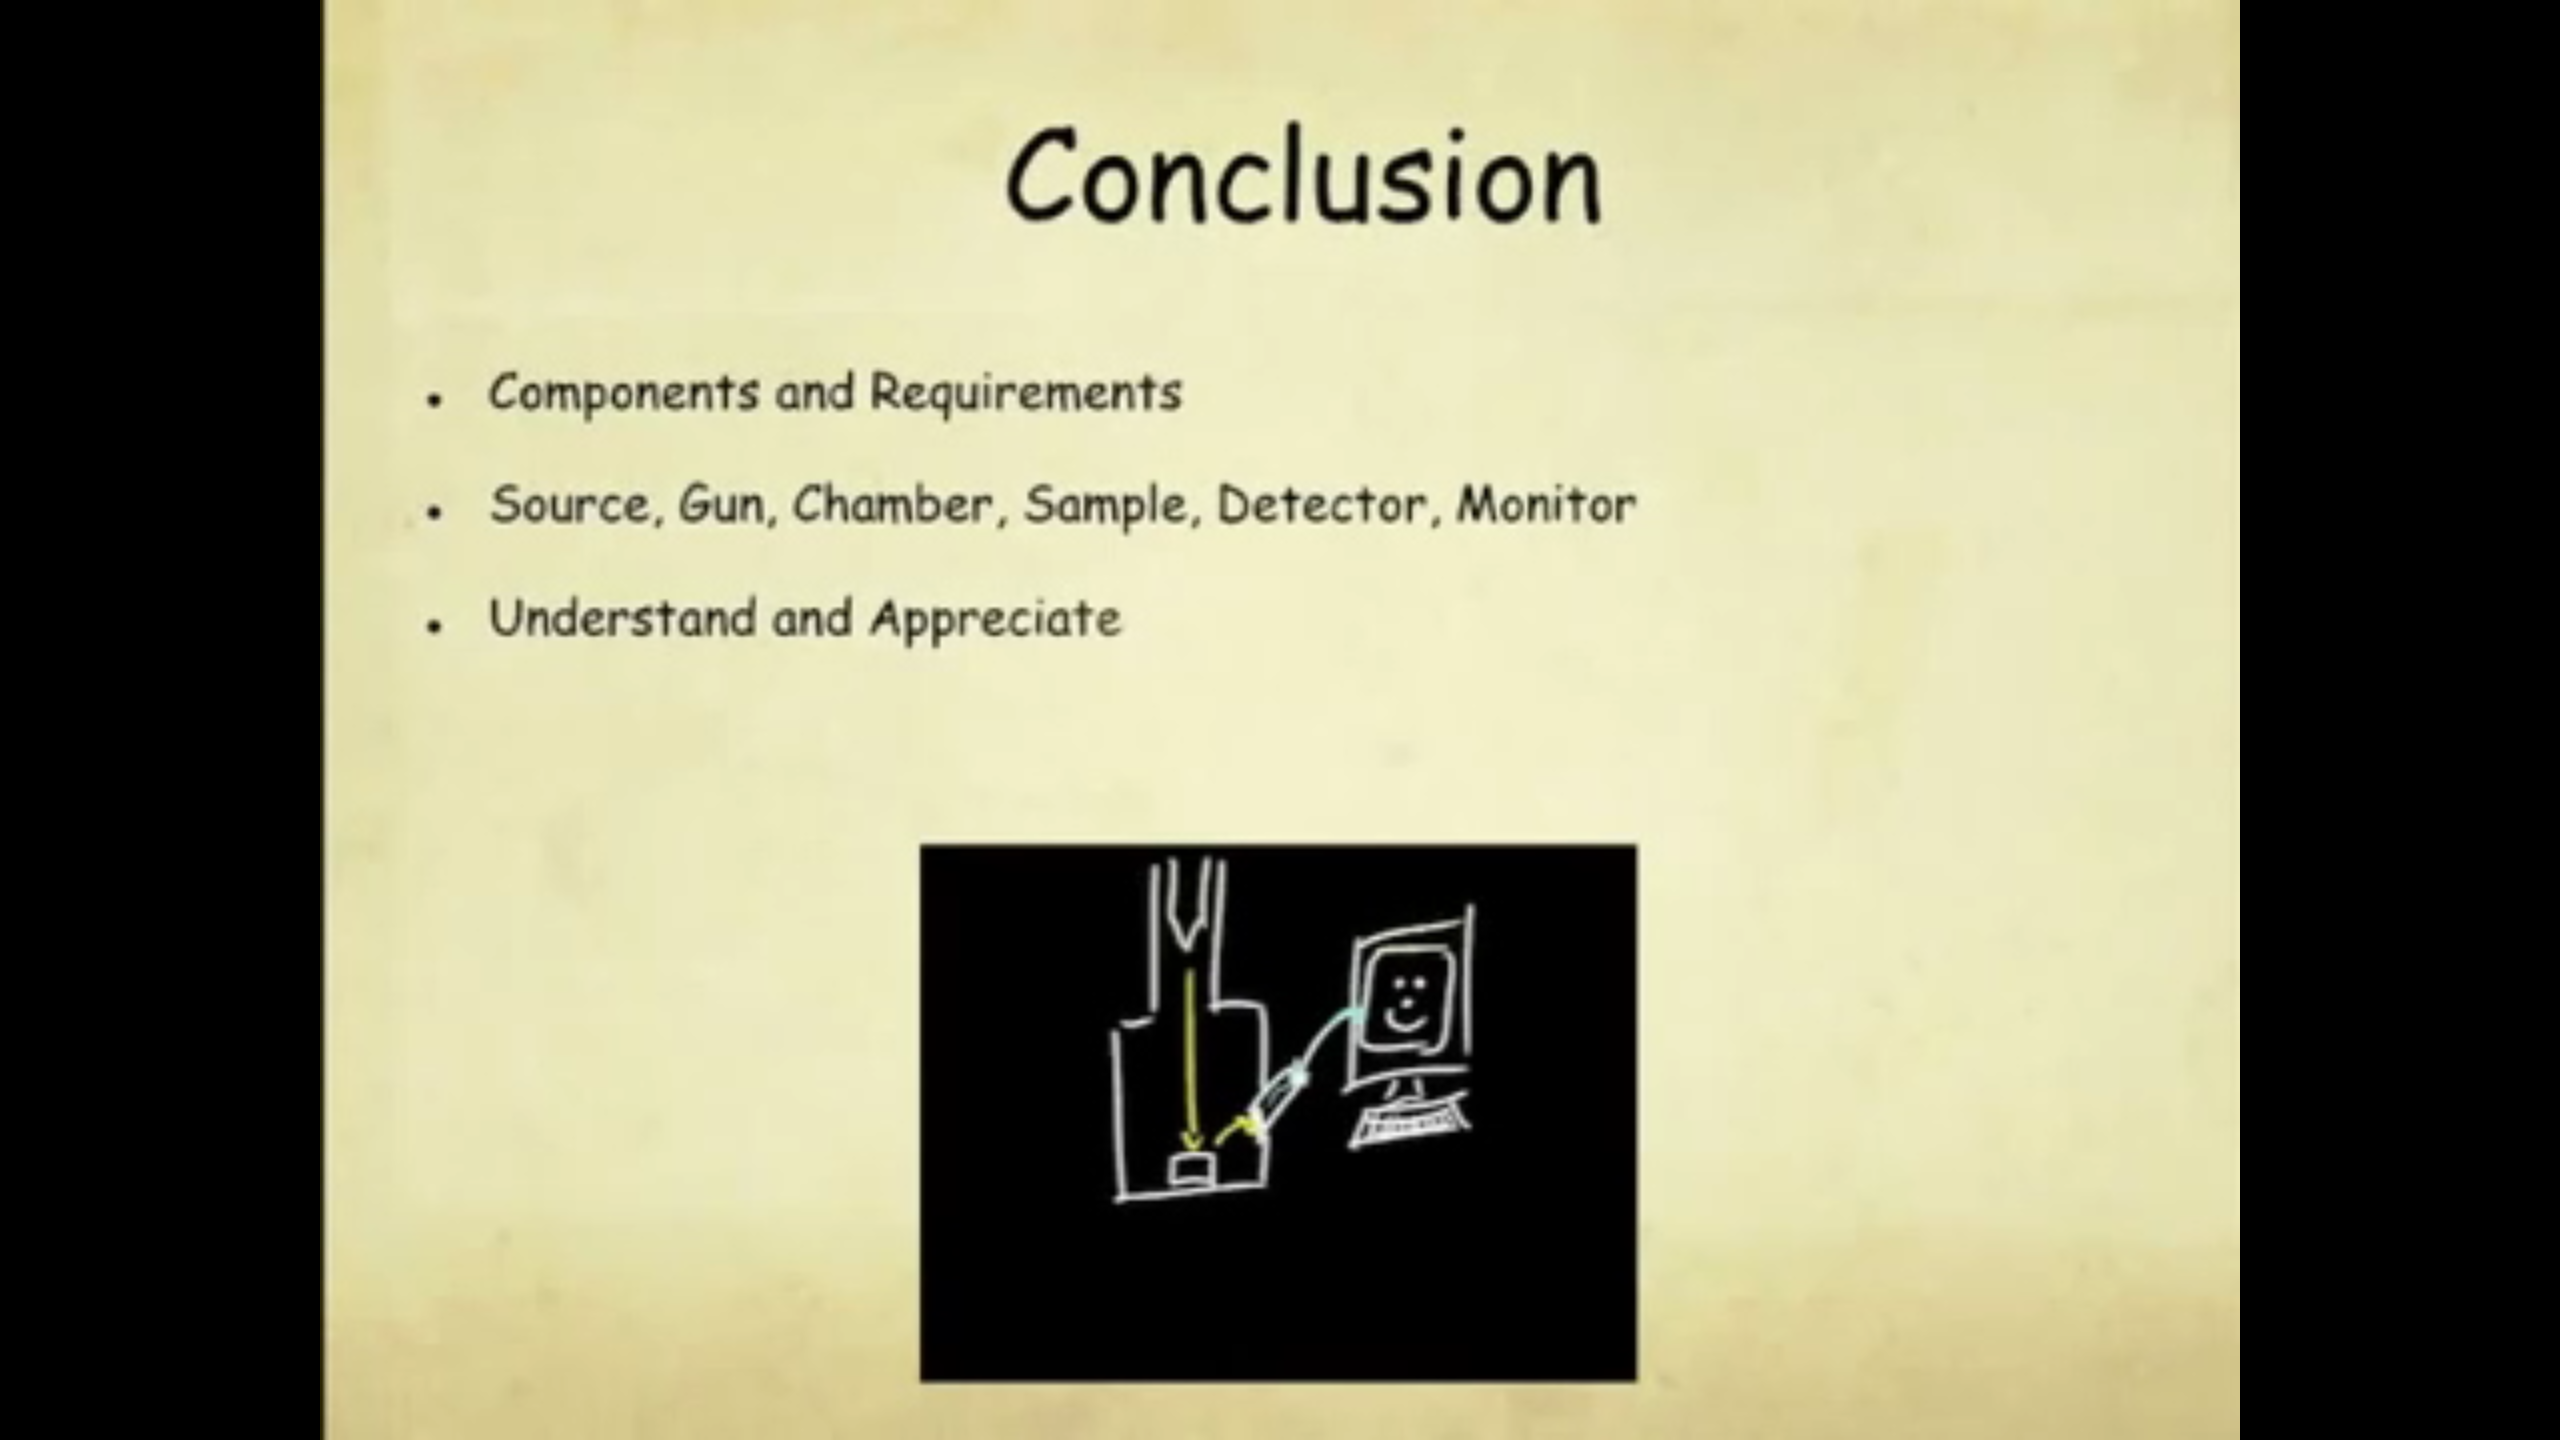 Conclusion
• Components and Requirements
• Source, Gun, Chamber, Sample, Detector, Monitor
• Understand and Appreciate